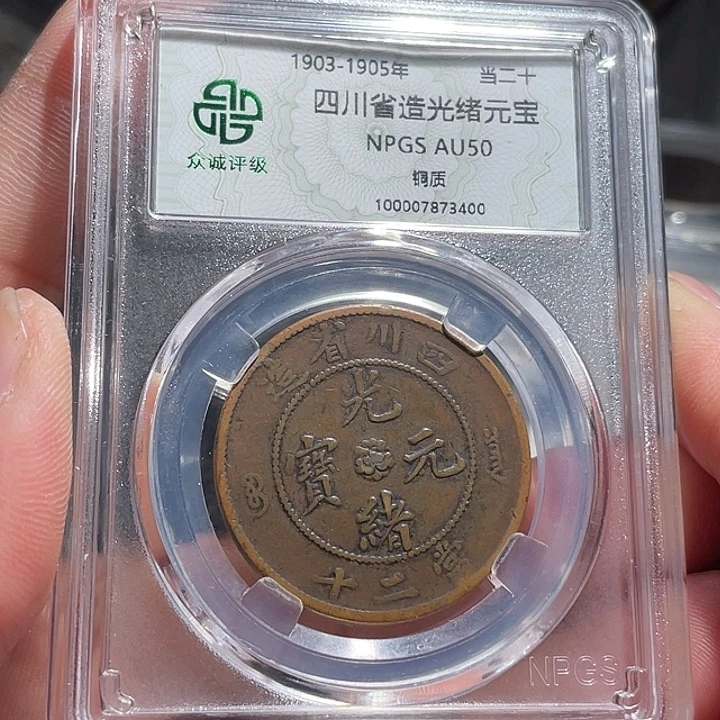 1903-1905年 当二十
四川省造光绪元宝
NPGS AU50
众诚评级
铜质
100007873400
造省川四
光
寶 元
緒
十二當
NPGS